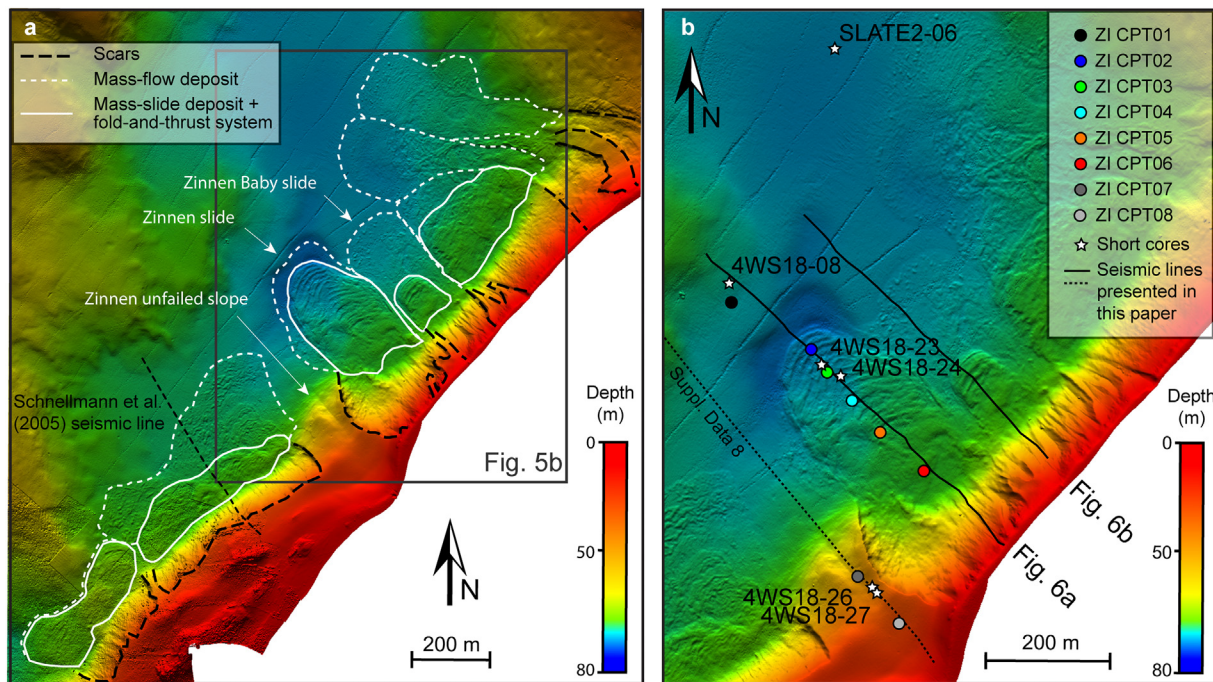 a
Scars
Mass-flow deposit
Mass-slide deposit +
fold-and-thrust system
Zinnen Baby slide
Zinnen slide
Zinnen unfailed slope
Schnellmann et al.
(2005) seismic line
Fig. 5b
N
200 m
Depth
(m)
0
50
80
b
SLATE2-06
N
ZI CPT01
ZI CPT02
ZI CPT03
ZI CPT04
ZI CPT05
ZI CPT06
ZI CPT07
ZI CPT08
Short cores
Seismic lines
presented in
this paper
4WS18-08
4WS18-23
4WS18-24
Suppl. Data 8
4WS18-26
4WS18-27
Fig. 6b
Fig. 6a
200 m
Depth
(m)
0
50
80